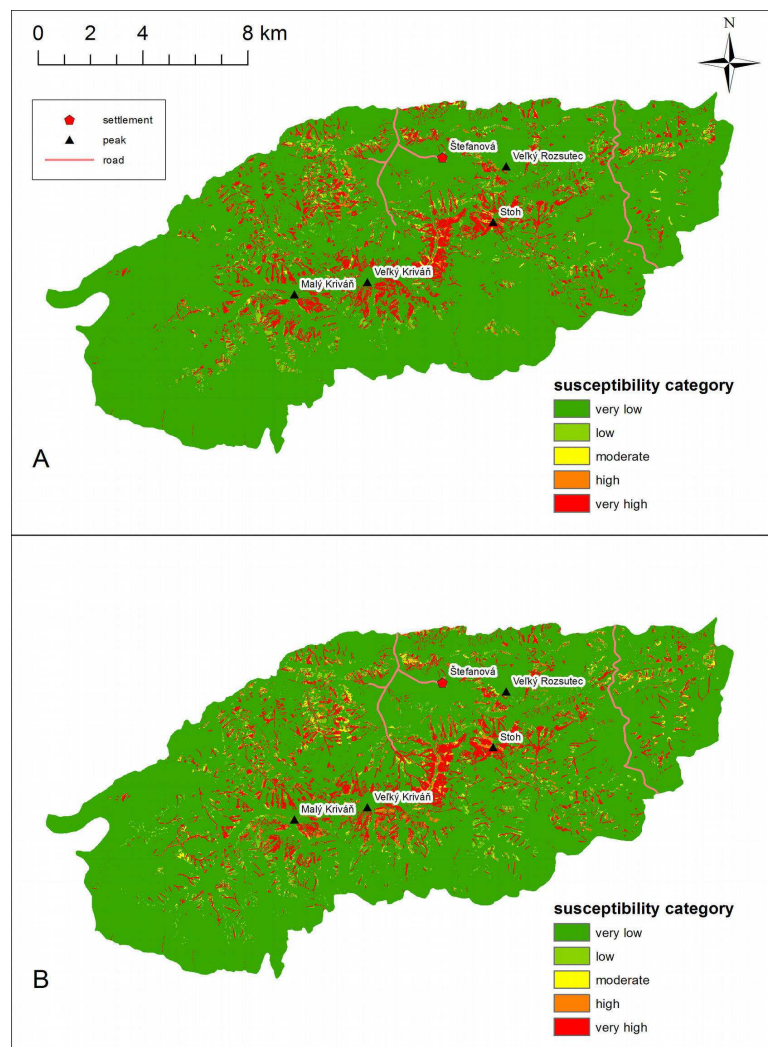 N
0 2 4 8 km
settlement
peak
road
Štefanová
Veľký Rozsutec
Stoh
Veľký Kriváň
Malý Kriváň
susceptibility category
very low
low
moderate
high
very high
A
Štefanová
Veľký Rozsutec
Stoh
Veľký Kriváň
Malý Kriváň
susceptibility category
very low
low
moderate
high
very high
B